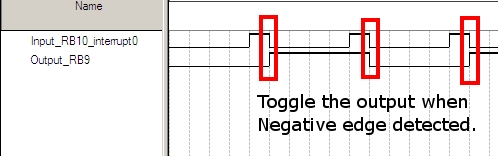 Name
Input_RB10_interrupt0
Output_RB9
Toggle the output when
Negative edge detected.